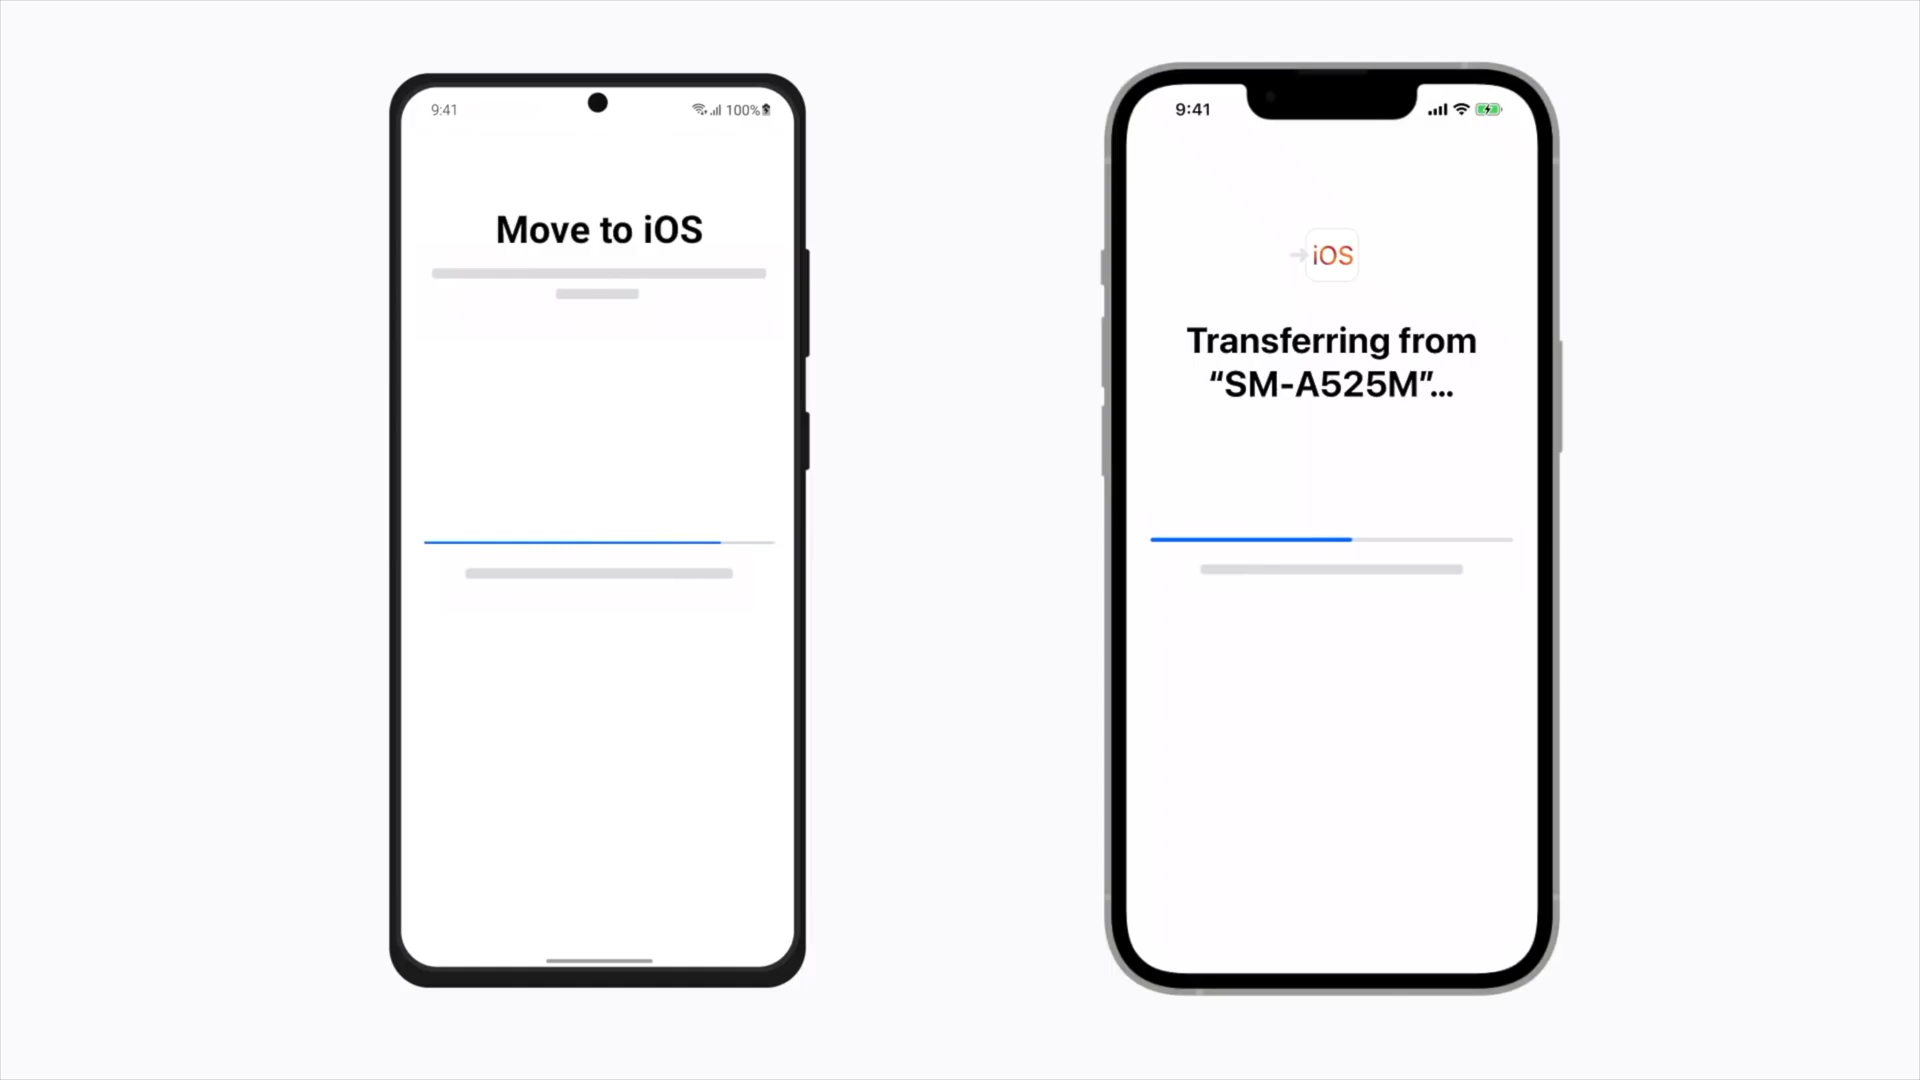 9:41
100%
Move to iOS
9:41
iOS
Transferring from
“SM-A525M”...